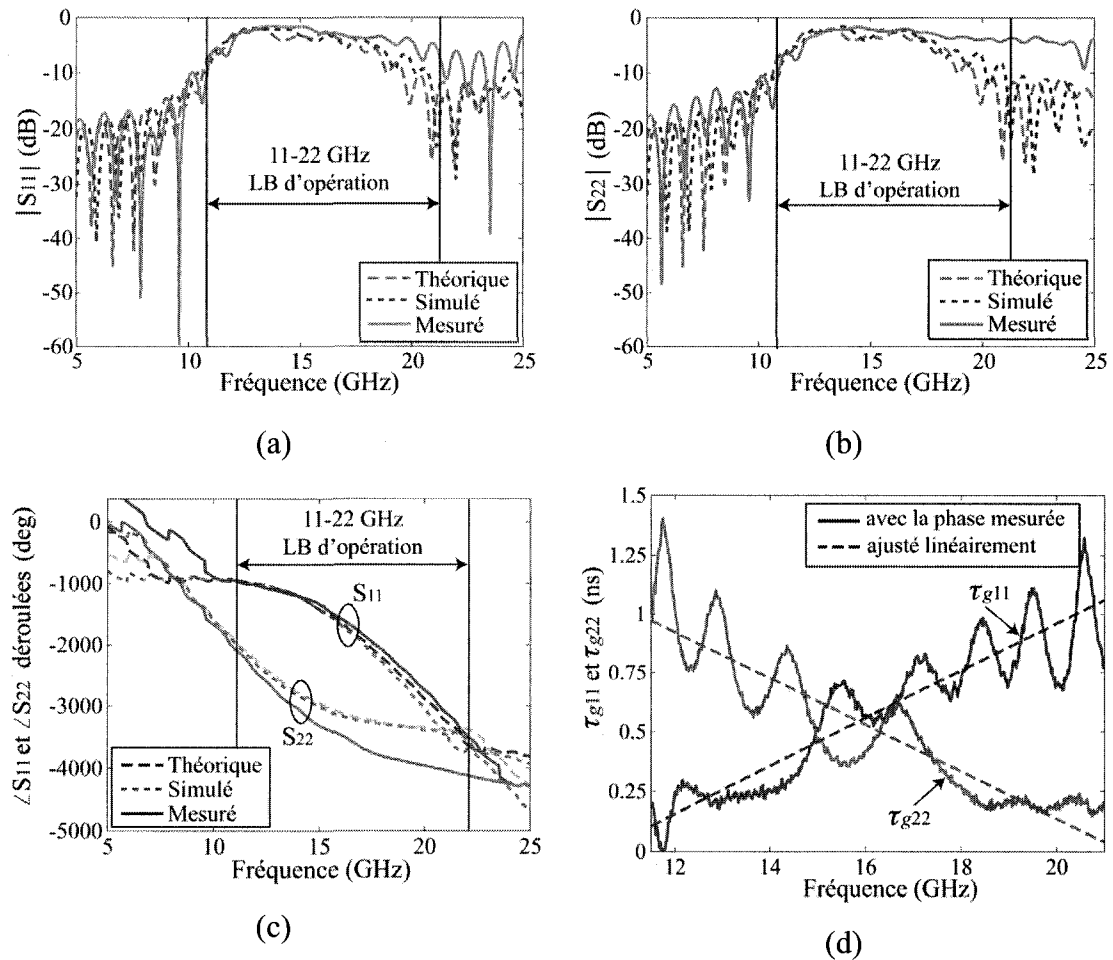 |S11| (dB)
0
-10
-20
-30
-40
-50
-60
11-22 GHz
LB d'opération
Théorique
Simulé
Mesuré
5
10
15
20
25
Fréquence (GHz)
(a)
|S22| (dB)
0
-10
-20
-30
-40
-50
-60
11-22 GHz
LB d'opération
Théorique
Simulé
Mesuré
5
10
15
20
25
Fréquence (GHz)
(b)
∠S11 et ∠S22 déroulées (deg)
0
-1000
-2000
-3000
-4000
-5000
11-22 GHz
LB d'opération
S11
S22
Théorique
Simulé
Mesuré
5
10
15
20
25
Fréquence (GHz)
(c)
τg11 et τg22 (ns)
1.5
1.25
1
0.75
0.5
0.25
0
avec la phase mesurée
ajusté linéairement
τg11
τg22
12
14
16
18
20
Fréquence (GHz)
(d)